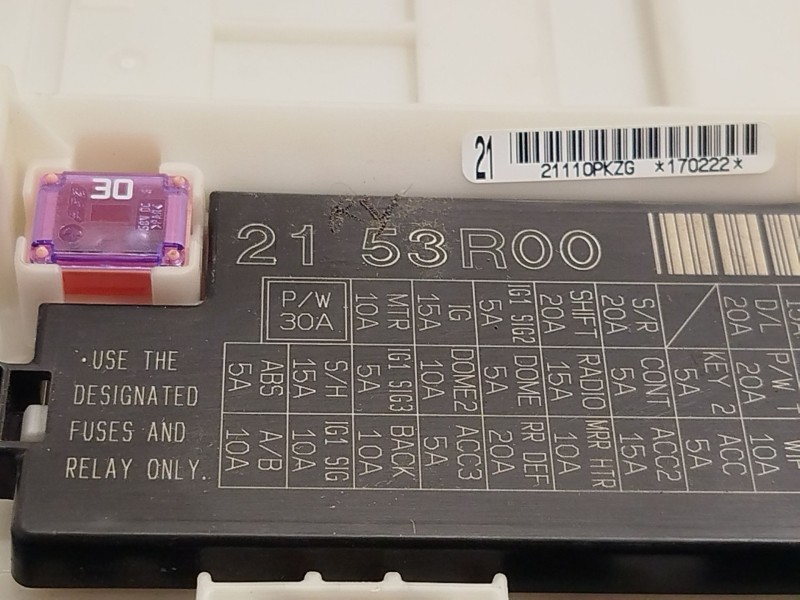 21
21110PKZG *170222*
30
21 53R00
P/W
30A
MTR
10A
IG
15A
IG1 SIG2
5A
SHIFT
20A
S/R
20A
D/L
20A
15A
ABS
5A
S/H
15A
IG1 SIG3
5A
DOME2
10A
DOME
5A
RADIO
15A
CONT
5A
KEY 2
5A
P/W T
20A
A/B
10A
IG1 SIG
10A
BACK
10A
ACC3
5A
RR DEF
20A
MRR HTR
10A
ACC2
15A
ACC
5A
10A
·USE THE
DESIGNATED
FUSES AND
RELAY ONLY.